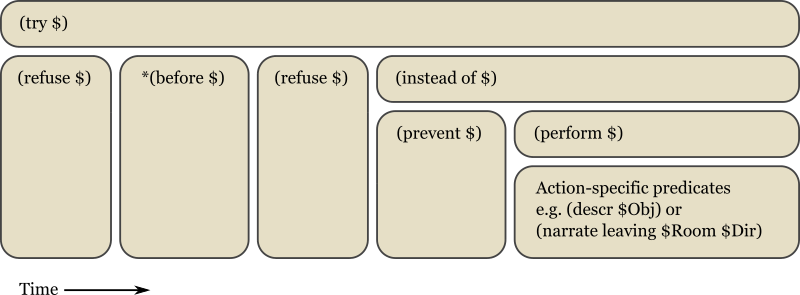 (try $)
(refuse $)
*(before $)
(refuse $)
(instead of $)
(prevent $)
(perform $)
Action-specific predicates
e.g. (descr $Obj) or
(narrate leaving $Room $Dir)
Time